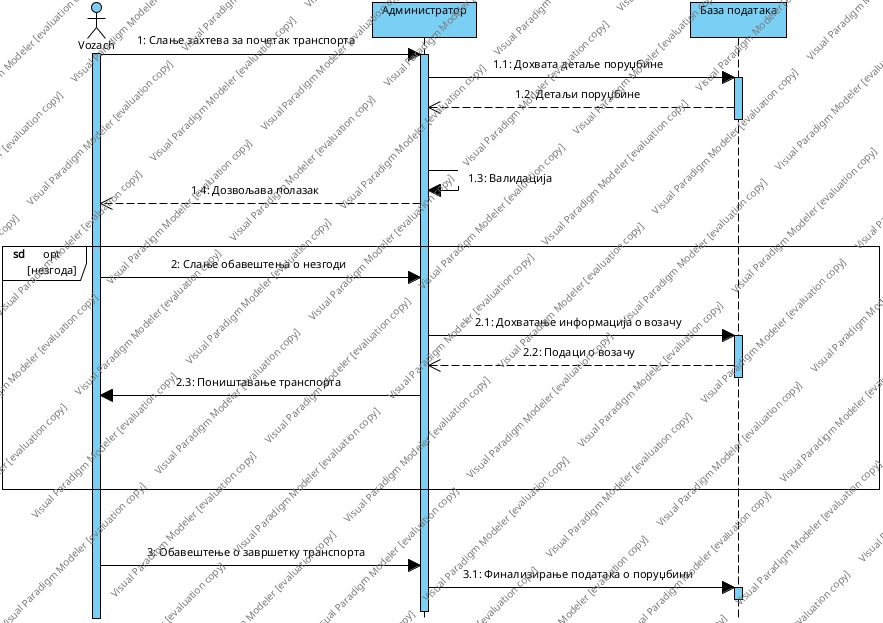 Администратор
База података
Vozach
1: Слање захтева за почетак транспорта
1.1: Дохвата детаље поруџбине
1.2: Детаљи поруџбине
1.3: Валидација
1.4: Дозвољава полазак
sd opt
[незгода]
2: Слање обавештења о незгоди
2.1: Дохватање информација о возачу
2.2: Подаци о возачу
2.3: Поништавање транспорта
3: Обавештење о завршетку транспорта
3.1: Финализирање података о поруџбини
Visual Paradigm Modeler [evaluation copy]